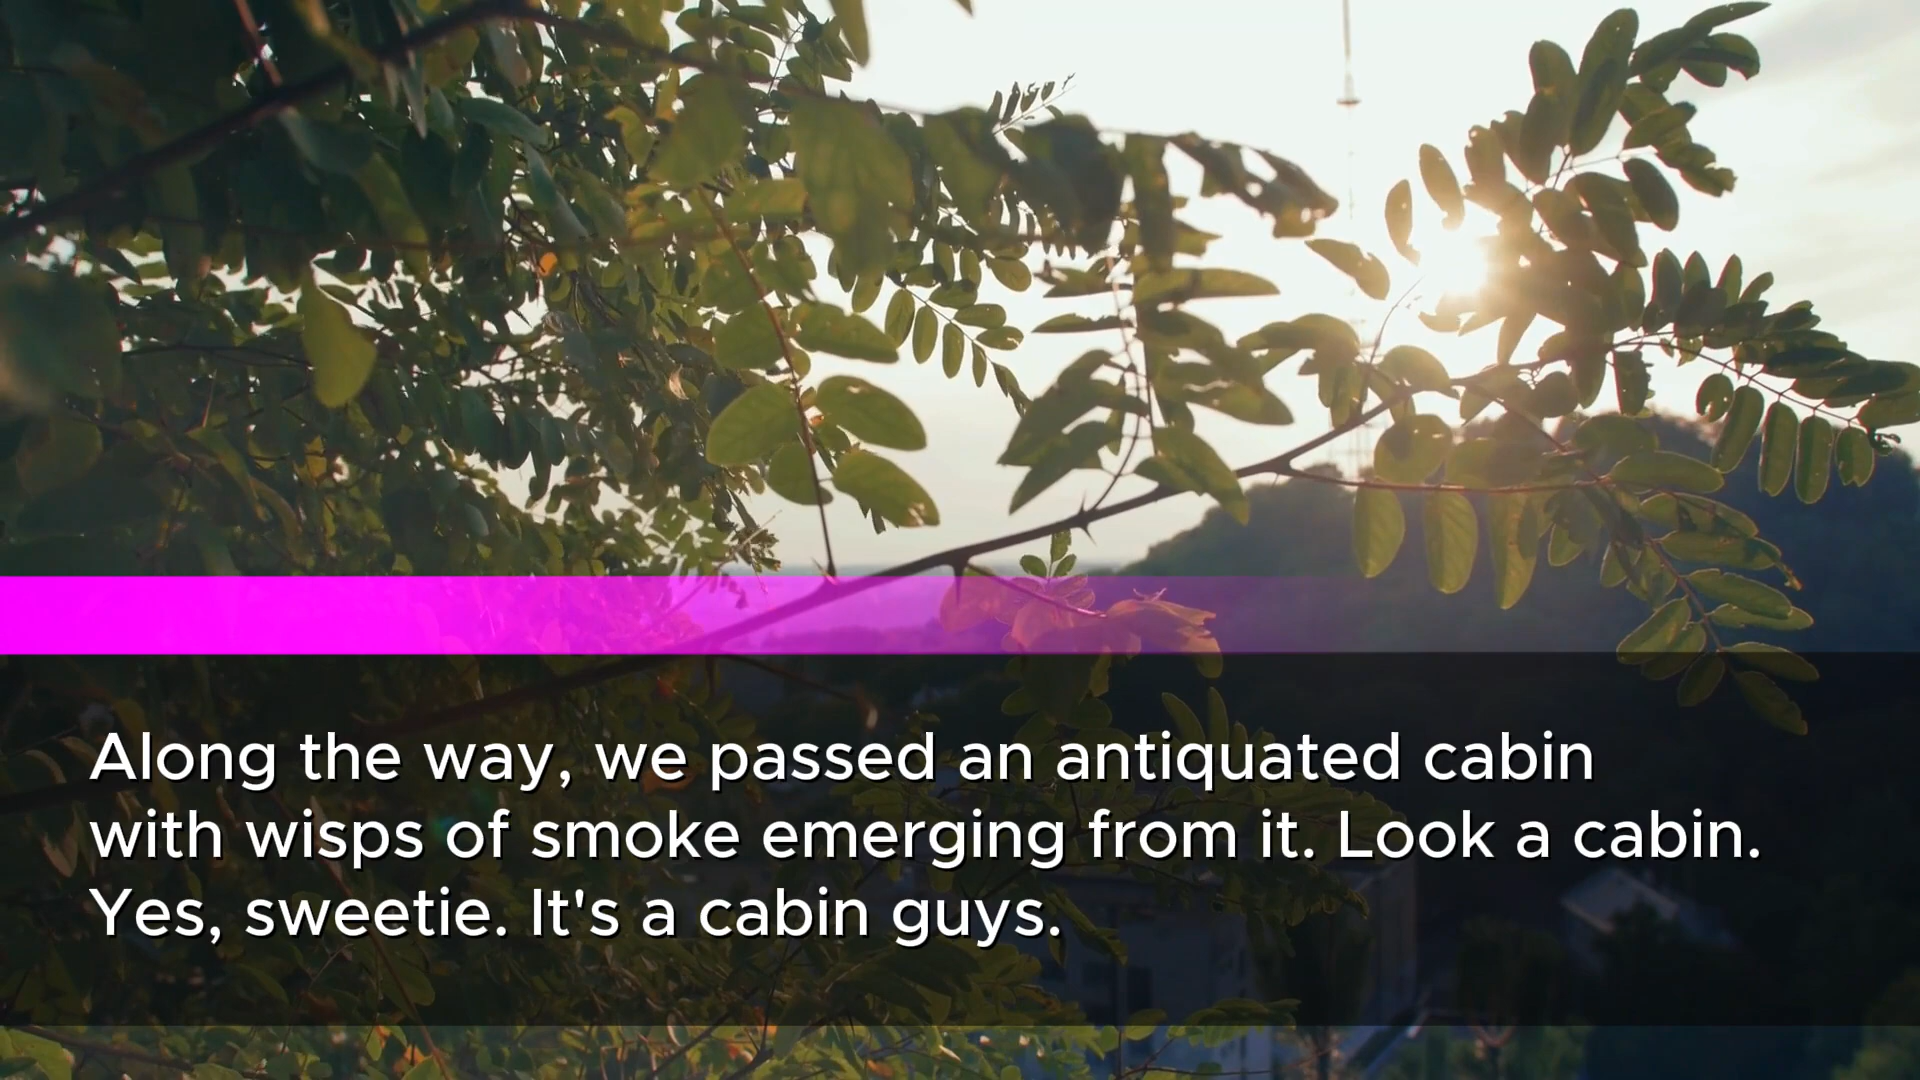 Along the way, we passed an antiquated cabin
with wisps of smoke emerging from it. Look a cabin.
Yes, sweetie. It's a cabin guys.